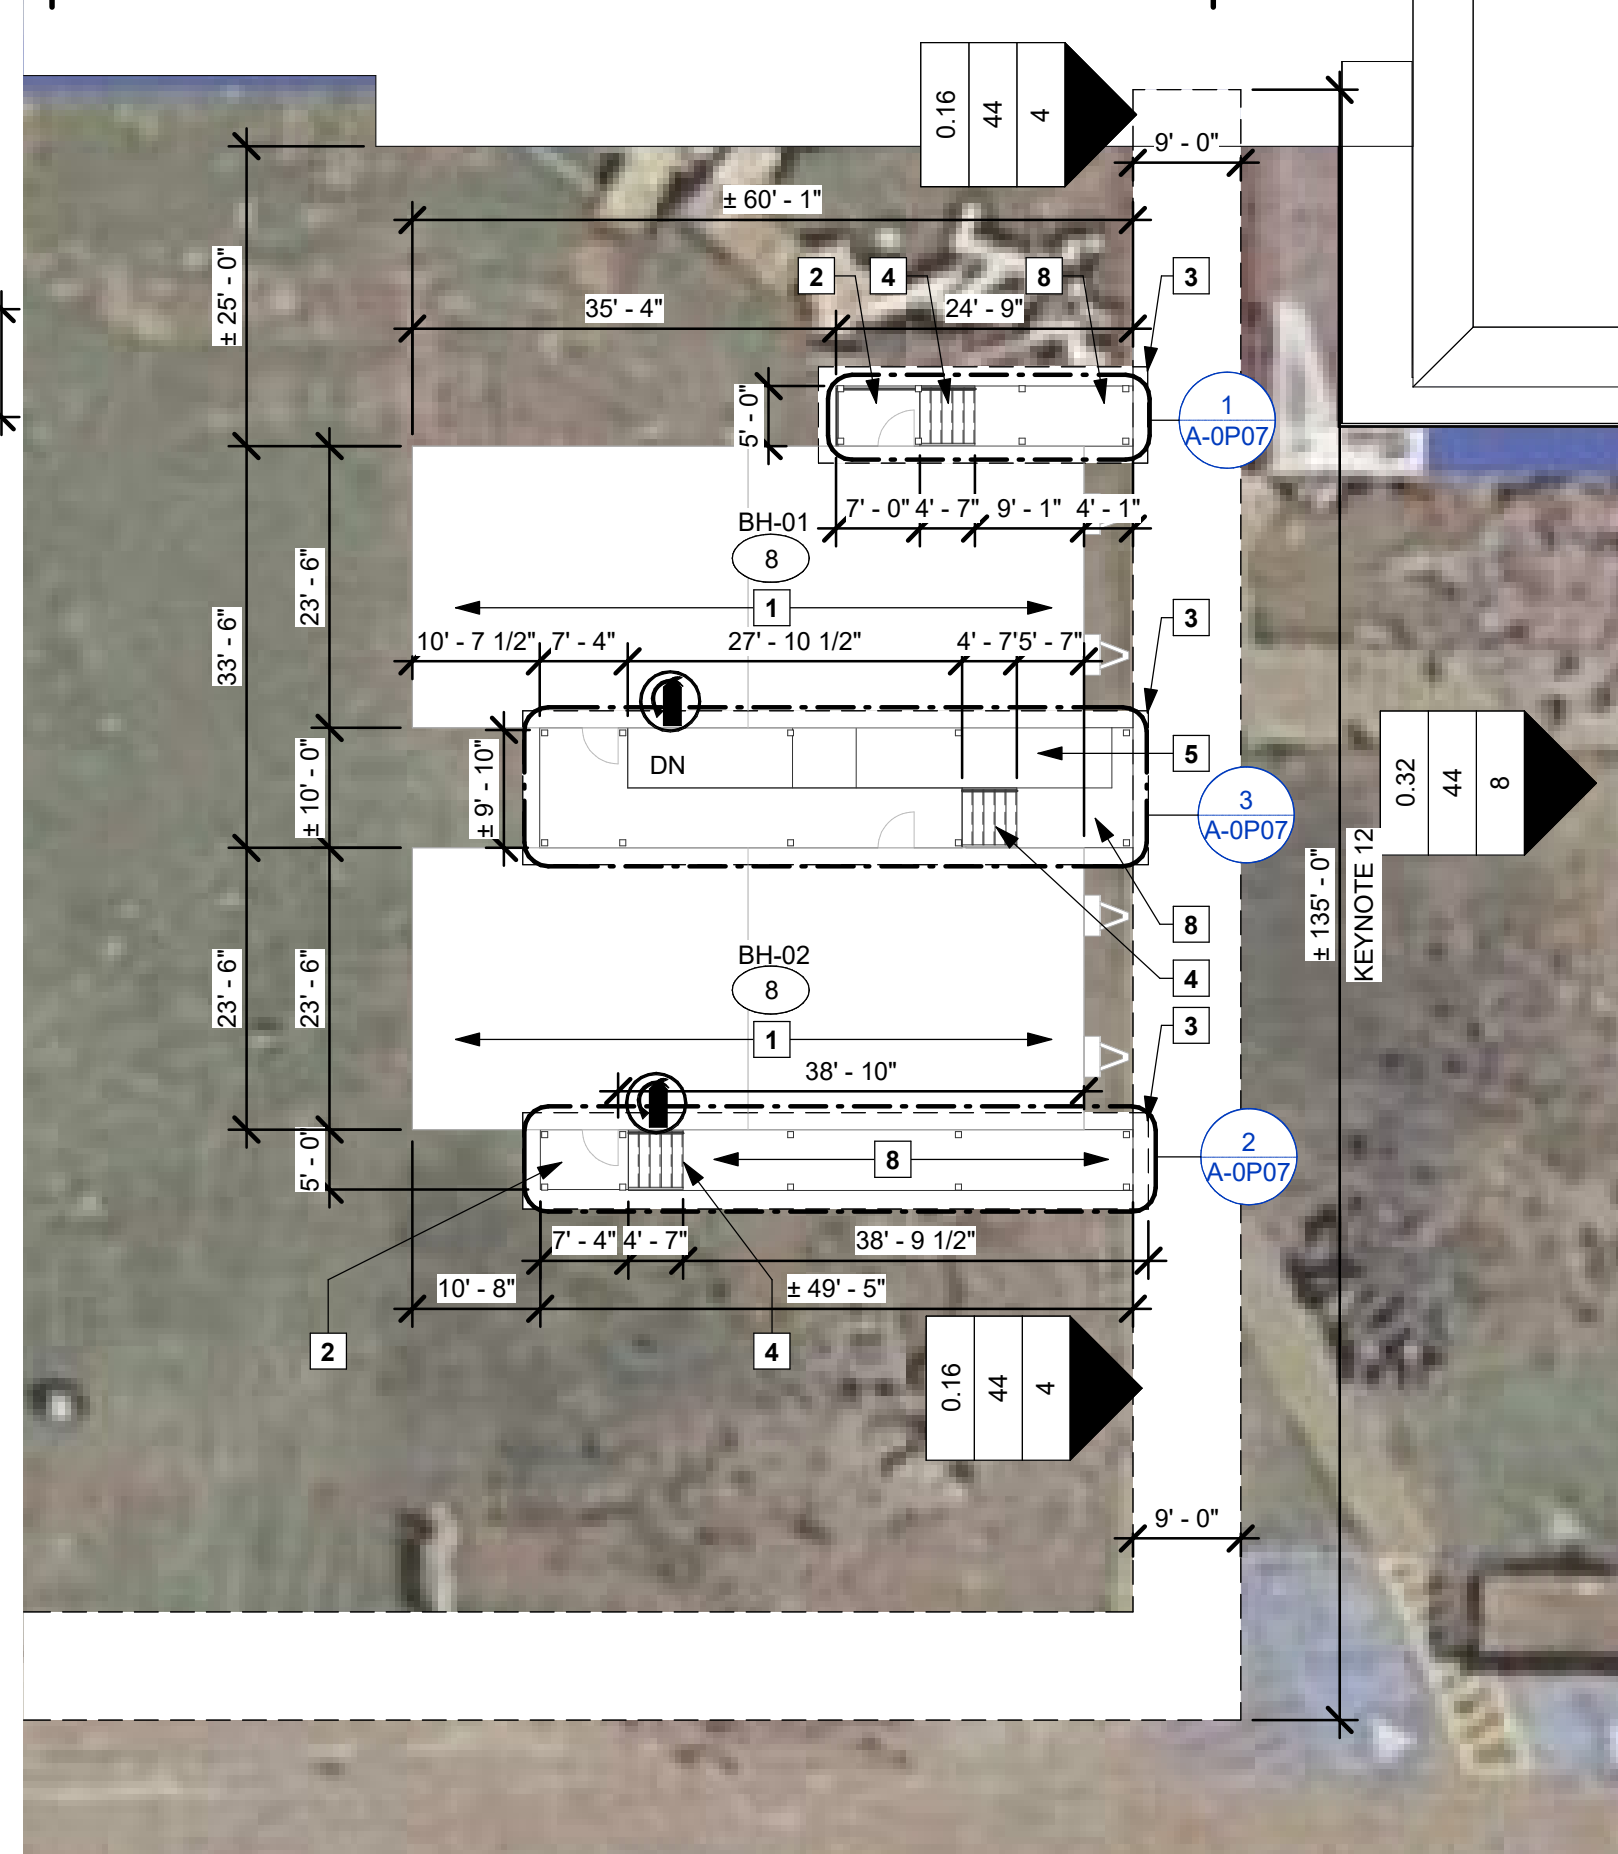 0.16
44
4
9' - 0"
± 60' - 1"
± 25' - 0"
2
4
8
3
35' - 4"
24' - 9"
5' - 0"
1
A-0P07
7' - 0"
4' - 7"
9' - 1"
4' - 1"
BH-01
8
23' - 6"
33' - 6"
1
3
10' - 7 1/2"
7' - 4"
27' - 10 1/2"
4' - 7"
5' - 7"
DN
5
± 10' - 0"
± 9' - 10"
3
A-0P07
0.32
44
8
± 135' - 0"
KEYNOTE 12
8
BH-02
8
4
23' - 6"
23' - 6"
1
3
38' - 10"
5' - 0"
8
2
A-0P07
7' - 4"
4' - 7"
38' - 9 1/2"
10' - 8"
± 49' - 5"
2
4
0.16
44
4
9' - 0"